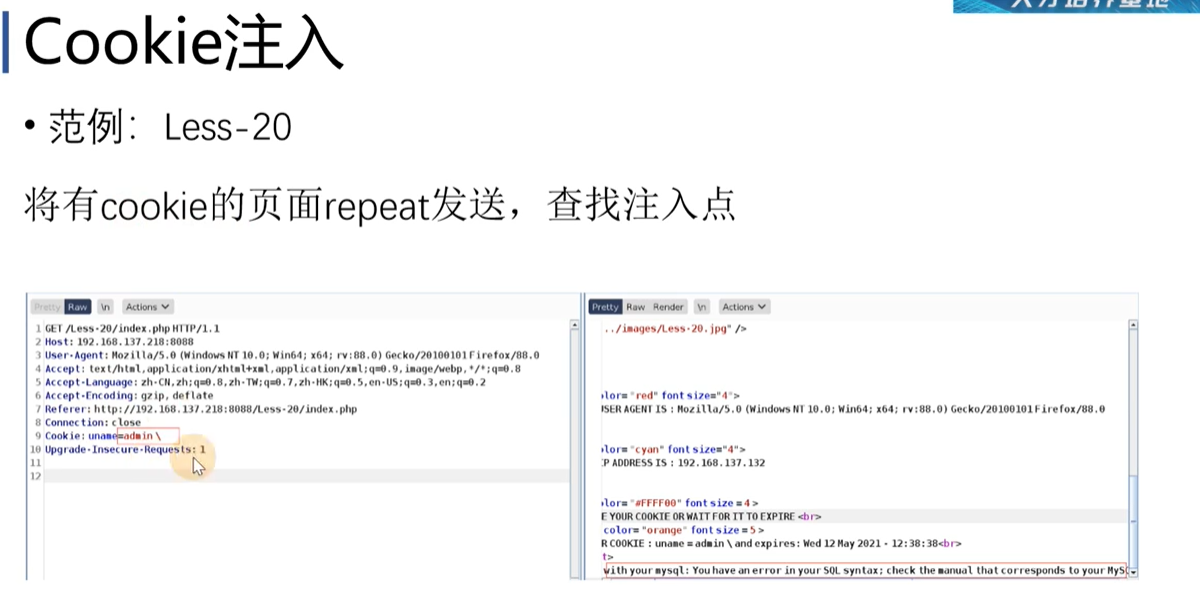 Cookie注入
• 范例： Less-20
将有cookie的页面repeat发送，查找注入点
Pretty Raw \n Actions
1 GET /Less-20/index.php HTTP/1.1
2 Host: 192.168.137.218:8088
3 User-Agent: Mozilla/5.0 (Windows NT 10.0; Win64; x64; rv:88.0) Gecko/20100101 Firefox/88.0
4 Accept: text/html,application/xhtml+xml,application/xml;q=0.9,image/webp,*/*;q=0.8
5 Accept-Language: zh-CN,zh;q=0.8,zh-TW;q=0.7,zh-HK;q=0.5,en-US;q=0.3,en;q=0.2
6 Accept-Encoding: gzip, deflate
7 Referer: http://192.168.137.218:8088/Less-20/index.php
8 Connection: close
9 Cookie: uname=admin \
10 Upgrade-Insecure-Requests: 1
11
12
Pretty Raw Render \n Actions
../images/Less-20.jpg" />
lor= "red" font size="4">
USER AGENT IS : Mozilla/5.0 (Windows NT 10.0; Win64; x64; rv:88.0) Gecko/20100101 Firefox/88.0
lor= "cyan" font size="4">
IP ADDRESS IS : 192.168.137.132
lor= "#FFFF00" font size = 4 >
E YOUR COOKIE OR WAIT FOR IT TO EXPIRE <br>
color= "orange" font size = 5 >
R COOKIE : uname = admin \ and expires: Wed 12 May 2021 - 12:38:38<br>
t>
with your mysql: You have an error in your SQL syntax; check the manual that corresponds to your MyS